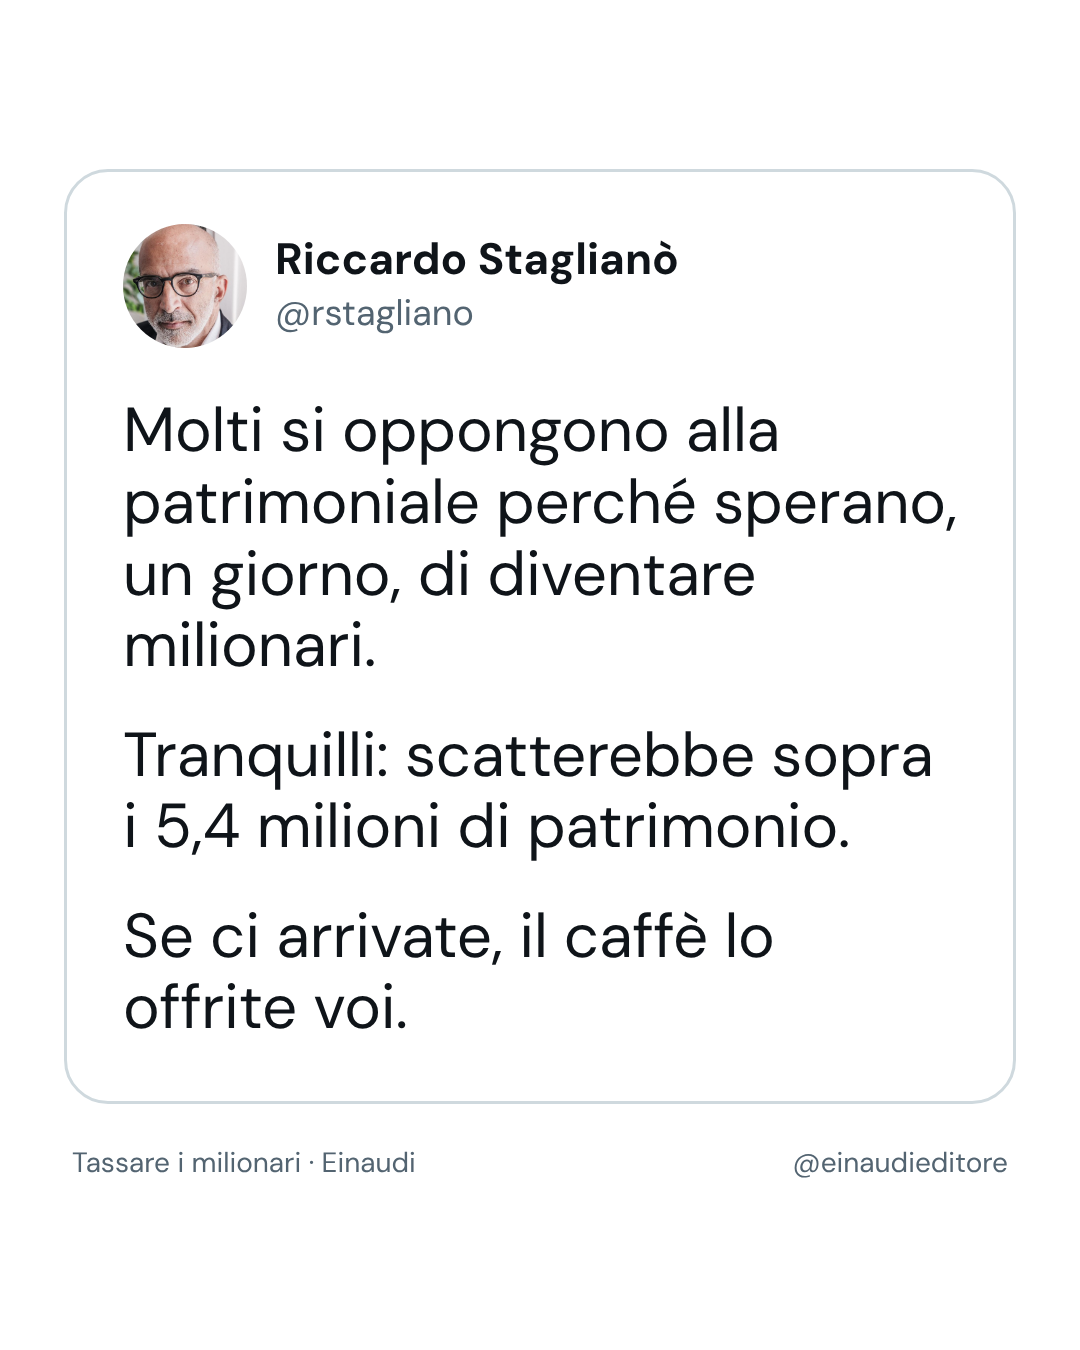 Riccardo Staglianò
@rstagliano
Molti si oppongono alla
patrimoniale perché sperano,
un giorno, di diventare
milionari.
Tranquilli: scatterebbe sopra
i 5,4 milioni di patrimonio.
Se ci arrivate, il caffè lo
offrite voi.
Tassare i milionari · Einaudi
@einaudieditore